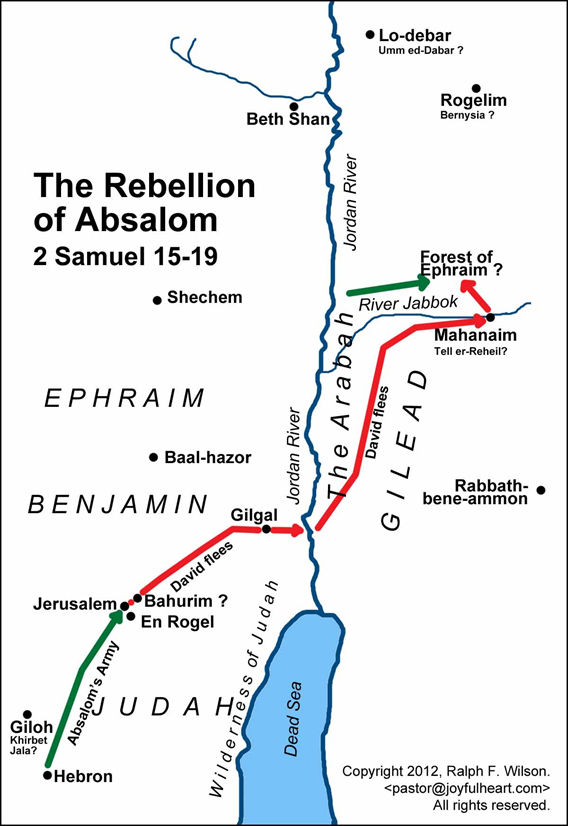 Lo-debar
Umm ed-Dabar ?
Rogelim
Bernysia ?
Beth Shan
The Rebellion
of Absalom
2 Samuel 15-19
Jordan River
Forest of
Ephraim ?
Shechem
River Jabbok
Mahanaim
Tell er-Reheil?
The Arabah
EPHRAIM
David flees
GILEAD
Jordan River
Baal-hazor
Rabbath-
bene-ammon
BENJAMIN
Gilgal
David flees
Jerusalem
Bahurim ?
En Rogel
Wilderness of Judah
Absalom's Army
JUDAH
Dead Sea
Giloh
Khirbet
Jala?
Hebron
Copyright 2012, Ralph F. Wilson.
<pastor@joyfulheart.com>
All rights reserved.